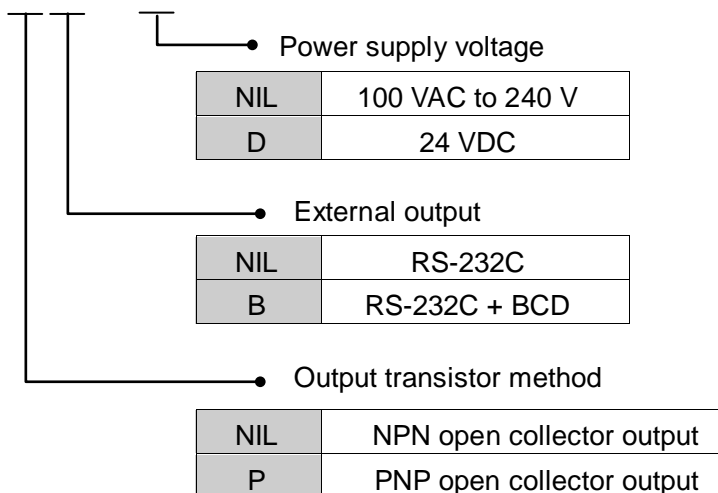 Power supply voltage
NIL 100 VAC to 240 V
D 24 VDC
External output
NIL RS-232C
B RS-232C + BCD
Output transistor method
NIL NPN open collector output
P PNP open collector output